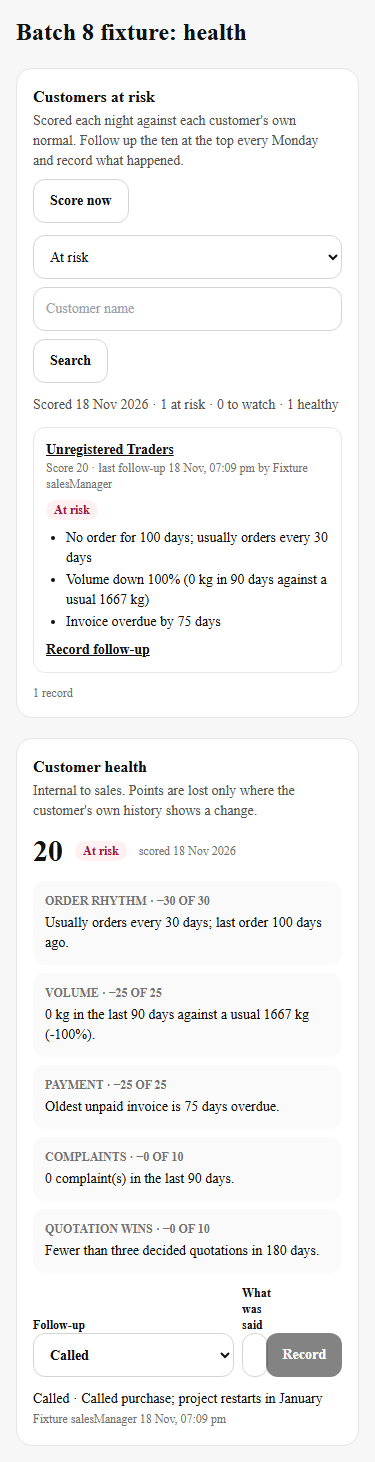 Batch 8 fixture: health
Customers at risk
Scored each night against each customer's own
normal. Follow up the ten at the top every Monday
and record what happened.
Score now
At risk
Customer name
Search
Scored 18 Nov 2026 · 1 at risk · 0 to watch · 1 healthy
Unregistered Traders
Score 20 · last follow-up 18 Nov, 07:09 pm by Fixture
salesManager
At risk
• No order for 100 days; usually orders every 30
days
• Volume down 100% (0 kg in 90 days against a
usual 1667 kg)
• Invoice overdue by 75 days
Record follow-up
1 record
Customer health
Internal to sales. Points are lost only where the
customer's own history shows a change.
20 At risk scored 18 Nov 2026
ORDER RHYTHM · −30 OF 30
Usually orders every 30 days; last order 100 days
ago.
VOLUME · −25 OF 25
0 kg in the last 90 days against a usual 1667 kg
(-100%).
PAYMENT · −25 OF 25
Oldest unpaid invoice is 75 days overdue.
COMPLAINTS · −0 OF 10
0 complaint(s) in the last 90 days.
QUOTATION WINS · −0 OF 10
Fewer than three decided quotations in 180 days.
Follow-up
What
was
said
Called
Record
Called · Called purchase; project restarts in January
Fixture salesManager 18 Nov, 07:09 pm